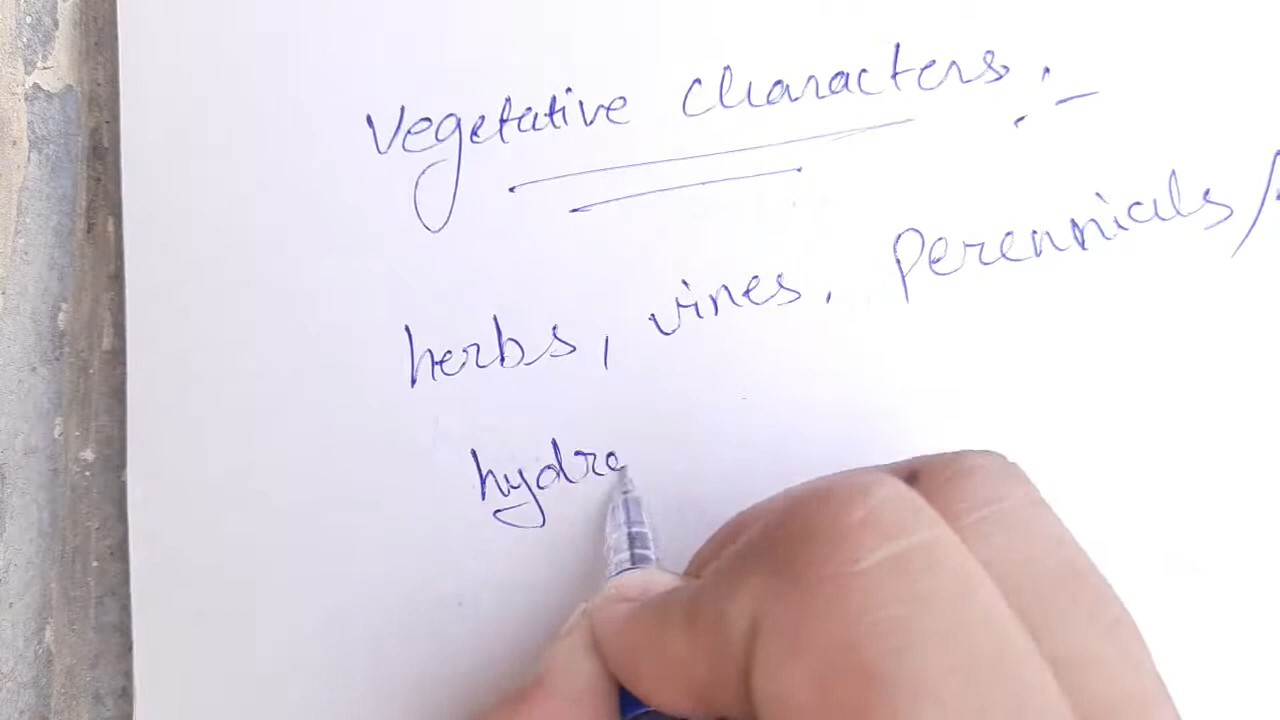 Vegetative characters :-
herbs, vines. Perennials/
hydro